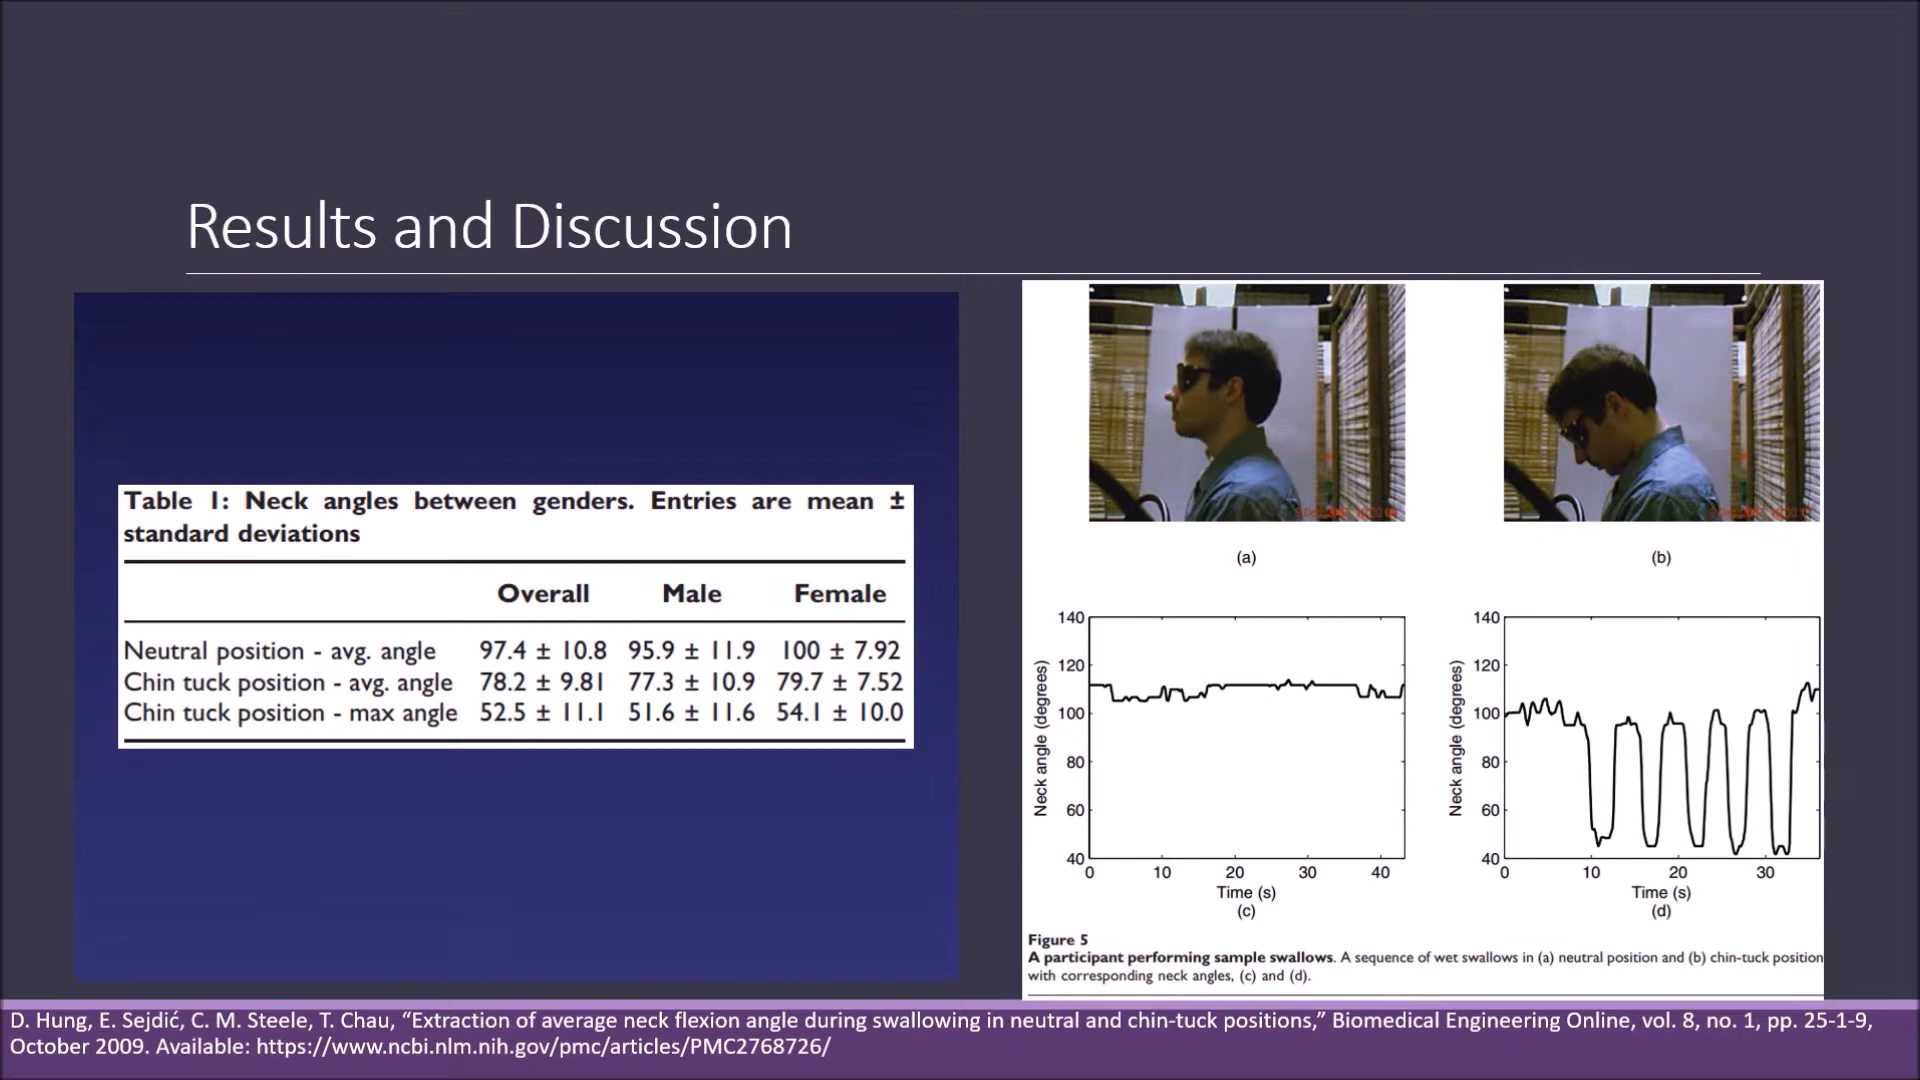 Results and Discussion
Table 1: Neck angles between genders. Entries are mean ±
standard deviations
Overall Male Female
Neutral position - avg. angle 97.4 ± 10.8 95.9 ± 11.9 100 ± 7.92
Chin tuck position - avg. angle 78.2 ± 9.81 77.3 ± 10.9 79.7 ± 7.52
Chin tuck position - max angle 52.5 ± 11.1 51.6 ± 11.6 54.1 ± 10.0
(a)
(b)
140
120
100
80
60
40
Neck angle (degrees)
0 10 20 30 40
Time (s)
(c)
140
120
100
80
60
40
Neck angle (degrees)
0 10 20 30
Time (s)
(d)
Figure 5
A participant performing sample swallows. A sequence of wet swallows in (a) neutral position and (b) chin-tuck position
with corresponding neck angles, (c) and (d).
D. Hung, E. Sejdić, C. M. Steele, T. Chau, “Extraction of average neck flexion angle during swallowing in neutral and chin-tuck positions,” Biomedical Engineering Online, vol. 8, no. 1, pp. 25-1-9,
October 2009. Available: https://www.ncbi.nlm.nih.gov/pmc/articles/PMC2768726/